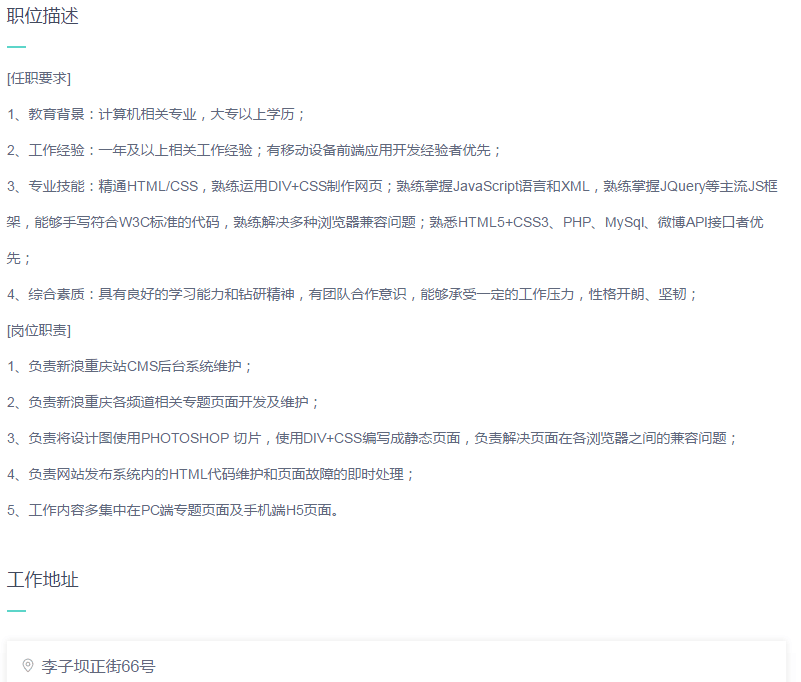 职位描述
[任职要求]
1、教育背景：计算机相关专业，大专以上学历；
2、工作经验：一年及以上相关工作经验；有移动设备前端应用开发经验者优先；
3、专业技能：精通HTML/CSS，熟练运用DIV+CSS制作网页；熟练掌握JavaScript语言和XML，熟练掌握JQuery等主流JS框
架，能够手写符合W3C标准的代码，熟练解决多种浏览器兼容问题；熟悉HTML5+CSS3、PHP、MySql、微博API接口者优
先；
4、综合素质：具有良好的学习能力和钻研精神，有团队合作意识，能够承受一定的工作压力，性格开朗、坚韧；
[岗位职责]
1、负责新浪重庆站CMS后台系统维护；
2、负责新浪重庆各频道相关专题页面开发及维护；
3、负责将设计图使用PHOTOSHOP 切片，使用DIV+CSS编写成静态页面，负责解决页面在各浏览器之间的兼容问题；
4、负责网站发布系统内的HTML代码维护和页面故障的即时处理；
5、工作内容多集中在PC端专题页面及手机端H5页面。
工作地址
李子坝正街66号